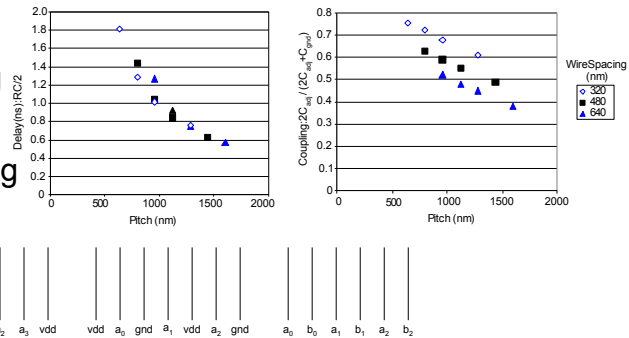 2.0
1.8
1.6
1.4
1.2
1.0
0.8
0.6
0.4
0.2
0
Delay(ns):RC/2
0 500 1000 1500 2000
Pitch (nm)
0.8
0.7
0.6
0.5
0.4
0.3
0.2
0.1
0
Coupling:2Cadj / (2Cadj+Cgnd)
0 500 1000 1500 2000
Pitch (nm)
WireSpacing
(nm)
320
480
640
g
a3 vdd vdd a0 gnd a1 vdd a2 gnd a0 b0 a1 b1 a2 b2